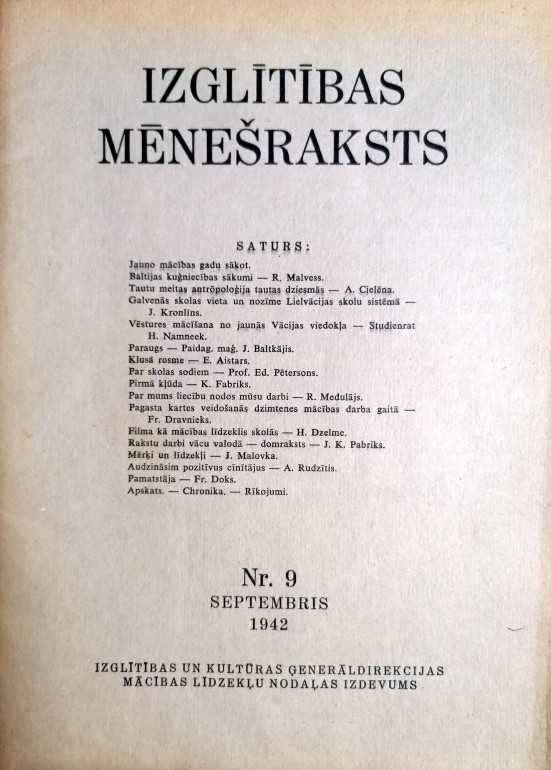 IZGLĪTĪBAS
MĒNEŠRAKSTS
SATURS:
Jauno mācības gadu sākot.
Baltijas kuģniecības sākumi — R. Malvess.
Tautu meitas antrōpoloģija tautas dziesmās — A. Cielēna.
Galvenās skolas vieta un nozīme Lielvācijas skolu sistēmā —
J. Kronlins.
Vēstures mācīšana no jaunās Vācijas viedokļa — Studienrat
H. Namneek.
Paraugs — Paidag. maģ. J. Baltkājis.
Klusā rosme — E. Aistars.
Par skolas sodiem — Prof. Ed. Pētersons.
Pirmā kļūda — K. Fabriks.
Par mums liecību nodos mūsu darbi — R. Medulājs.
Pagasta kartes veidošanās dzimtenes mācības darba gaitā —
Fr. Dravnieks.
Filma kā mācības līdzeklis skolās — H. Dzelme.
Rakstu darbi vācu valodā — domraksts — J. K. Pabriks.
Mērķi un līdzekļi — J. Malovka.
Audzināsim pozitīvus cīnītājus — A. Rudzītis.
Pamatstāja — Fr. Doks.
Apskats. — Chronika. — Rīkojumi.
Nr. 9
SEPTEMBRIS
1942
IZGLĪTĪBAS UN KULTŪRAS ĢENERĀLDIREKCIJAS
MĀCĪBAS LĪDZEKĻU NODAĻAS IZDEVUMS